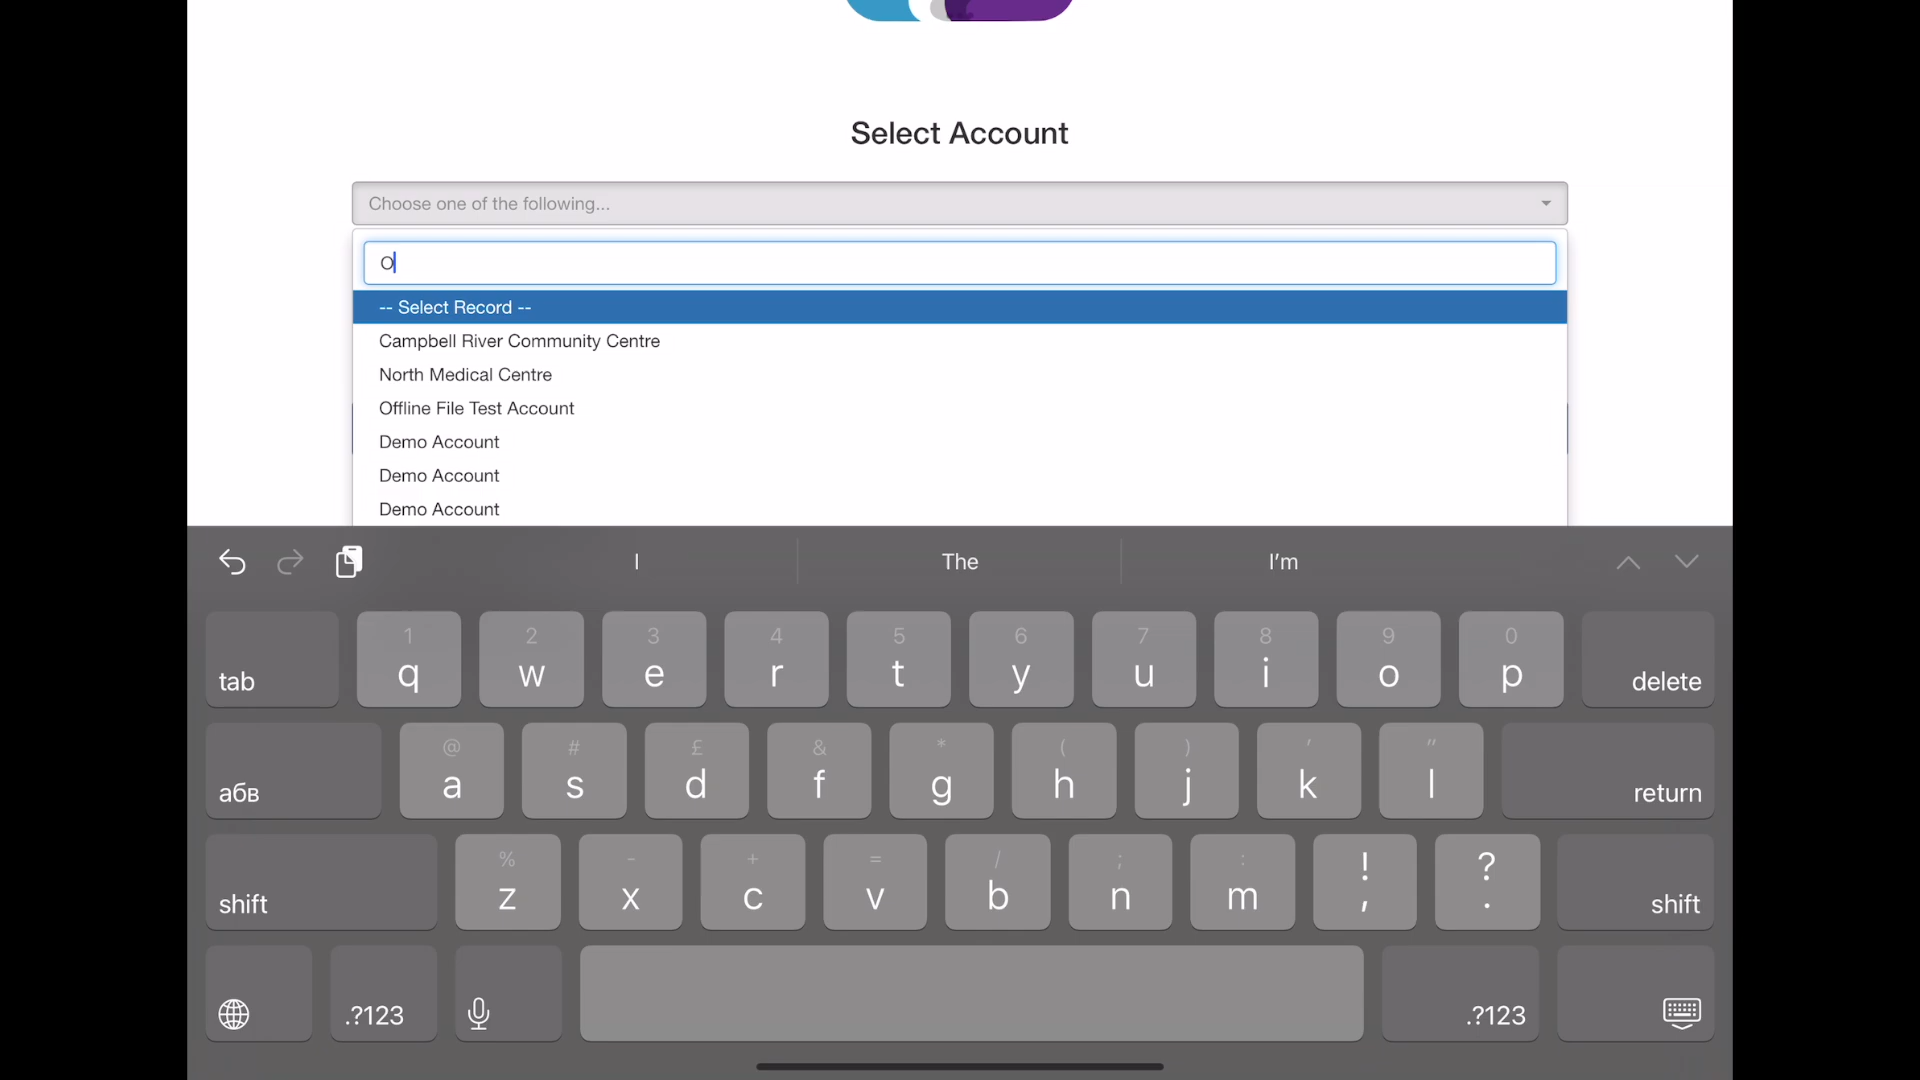 Select Account
Choose one of the following...
O
-- Select Record --
Campbell River Community Centre
North Medical Centre
Offline File Test Account
Demo Account
Demo Account
Demo Account
I The I'm
1 2 3 4 5 6 7 8 9 0
tab q w e r t y u i o p delete
@ # £ & * ( ) ' "
абв a s d f g h j k l return
% - + = / ; : ! ?
shift z x c v b n m , . shift
.?123 .?123